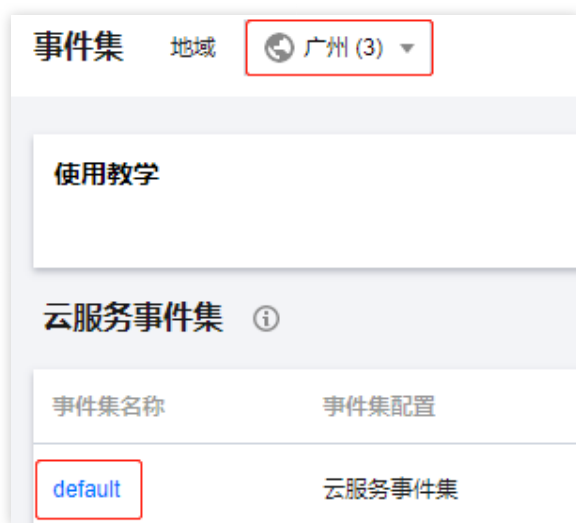 事件集 地域 广州 (3)
使用教学
云服务事件集
事件集名称 事件集配置
default 云服务事件集